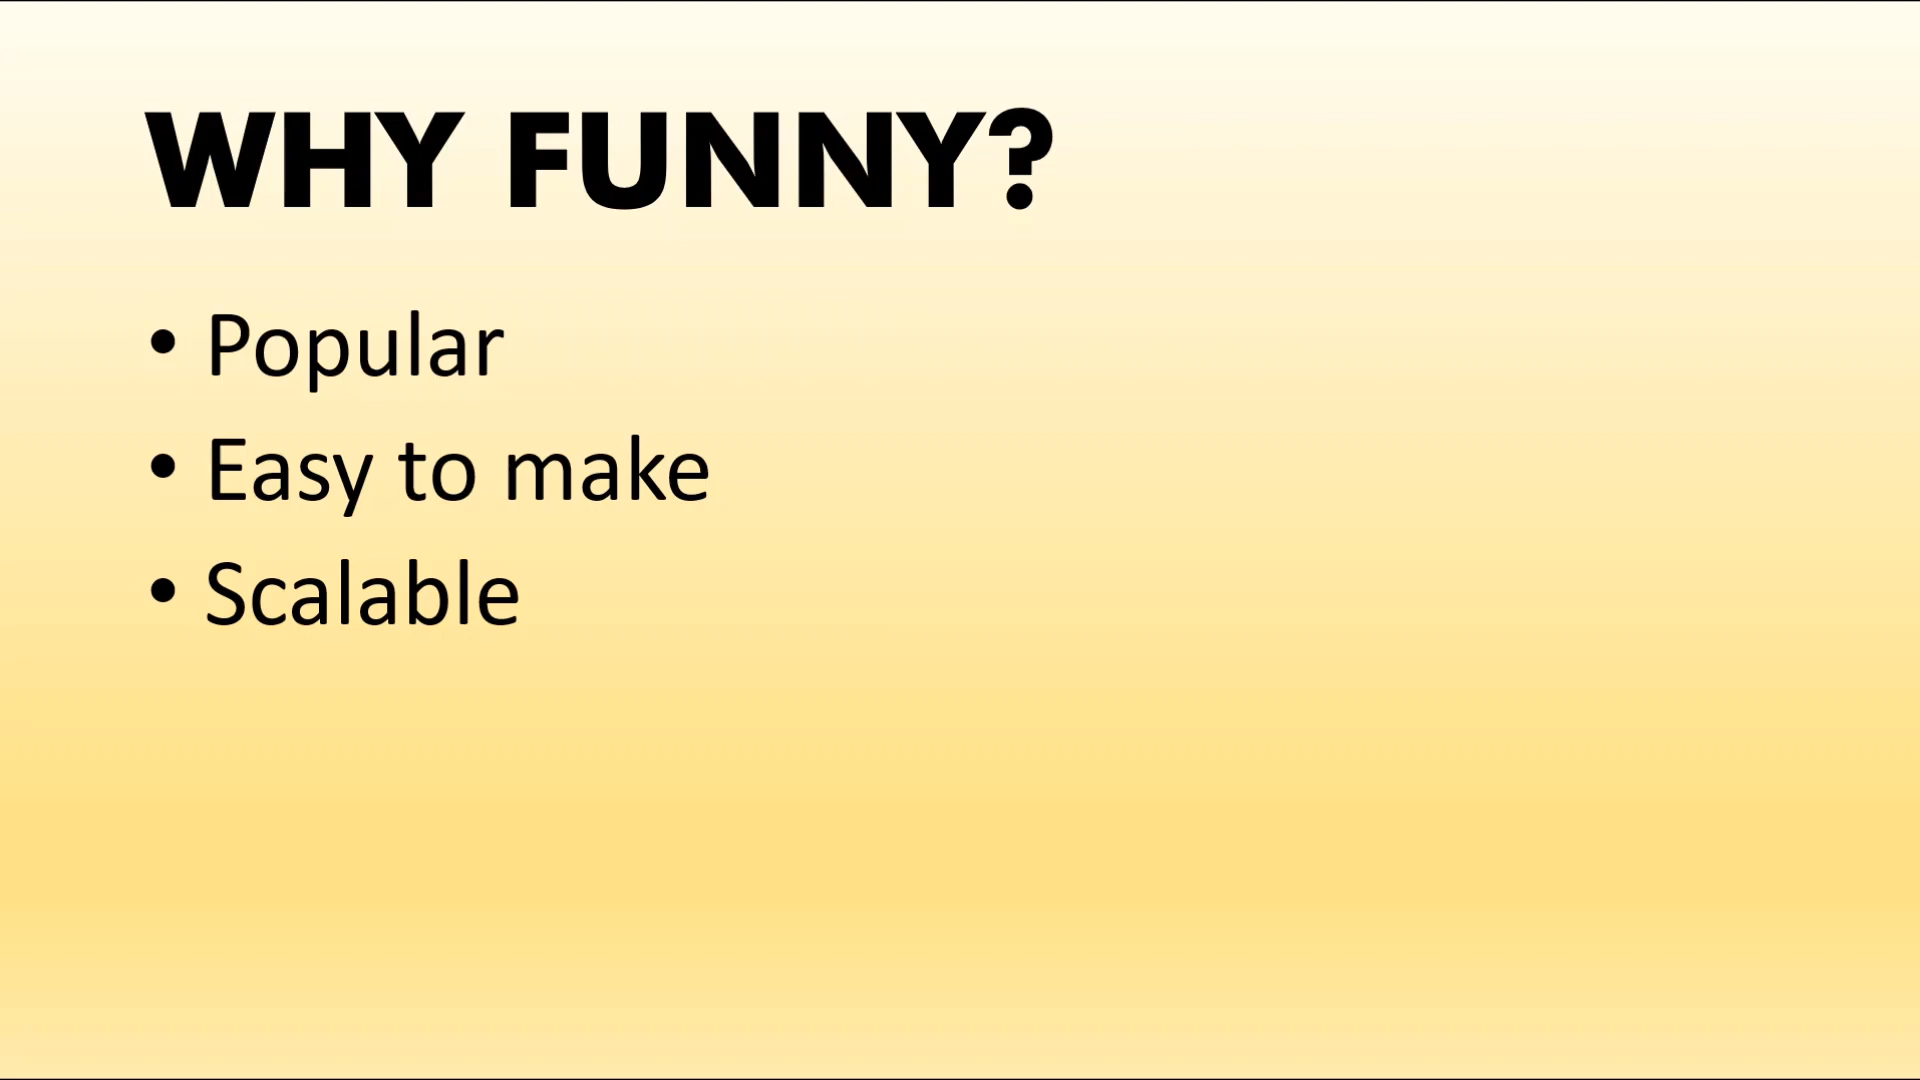 WHY FUNNY?
• Popular
• Easy to make
• Scalable